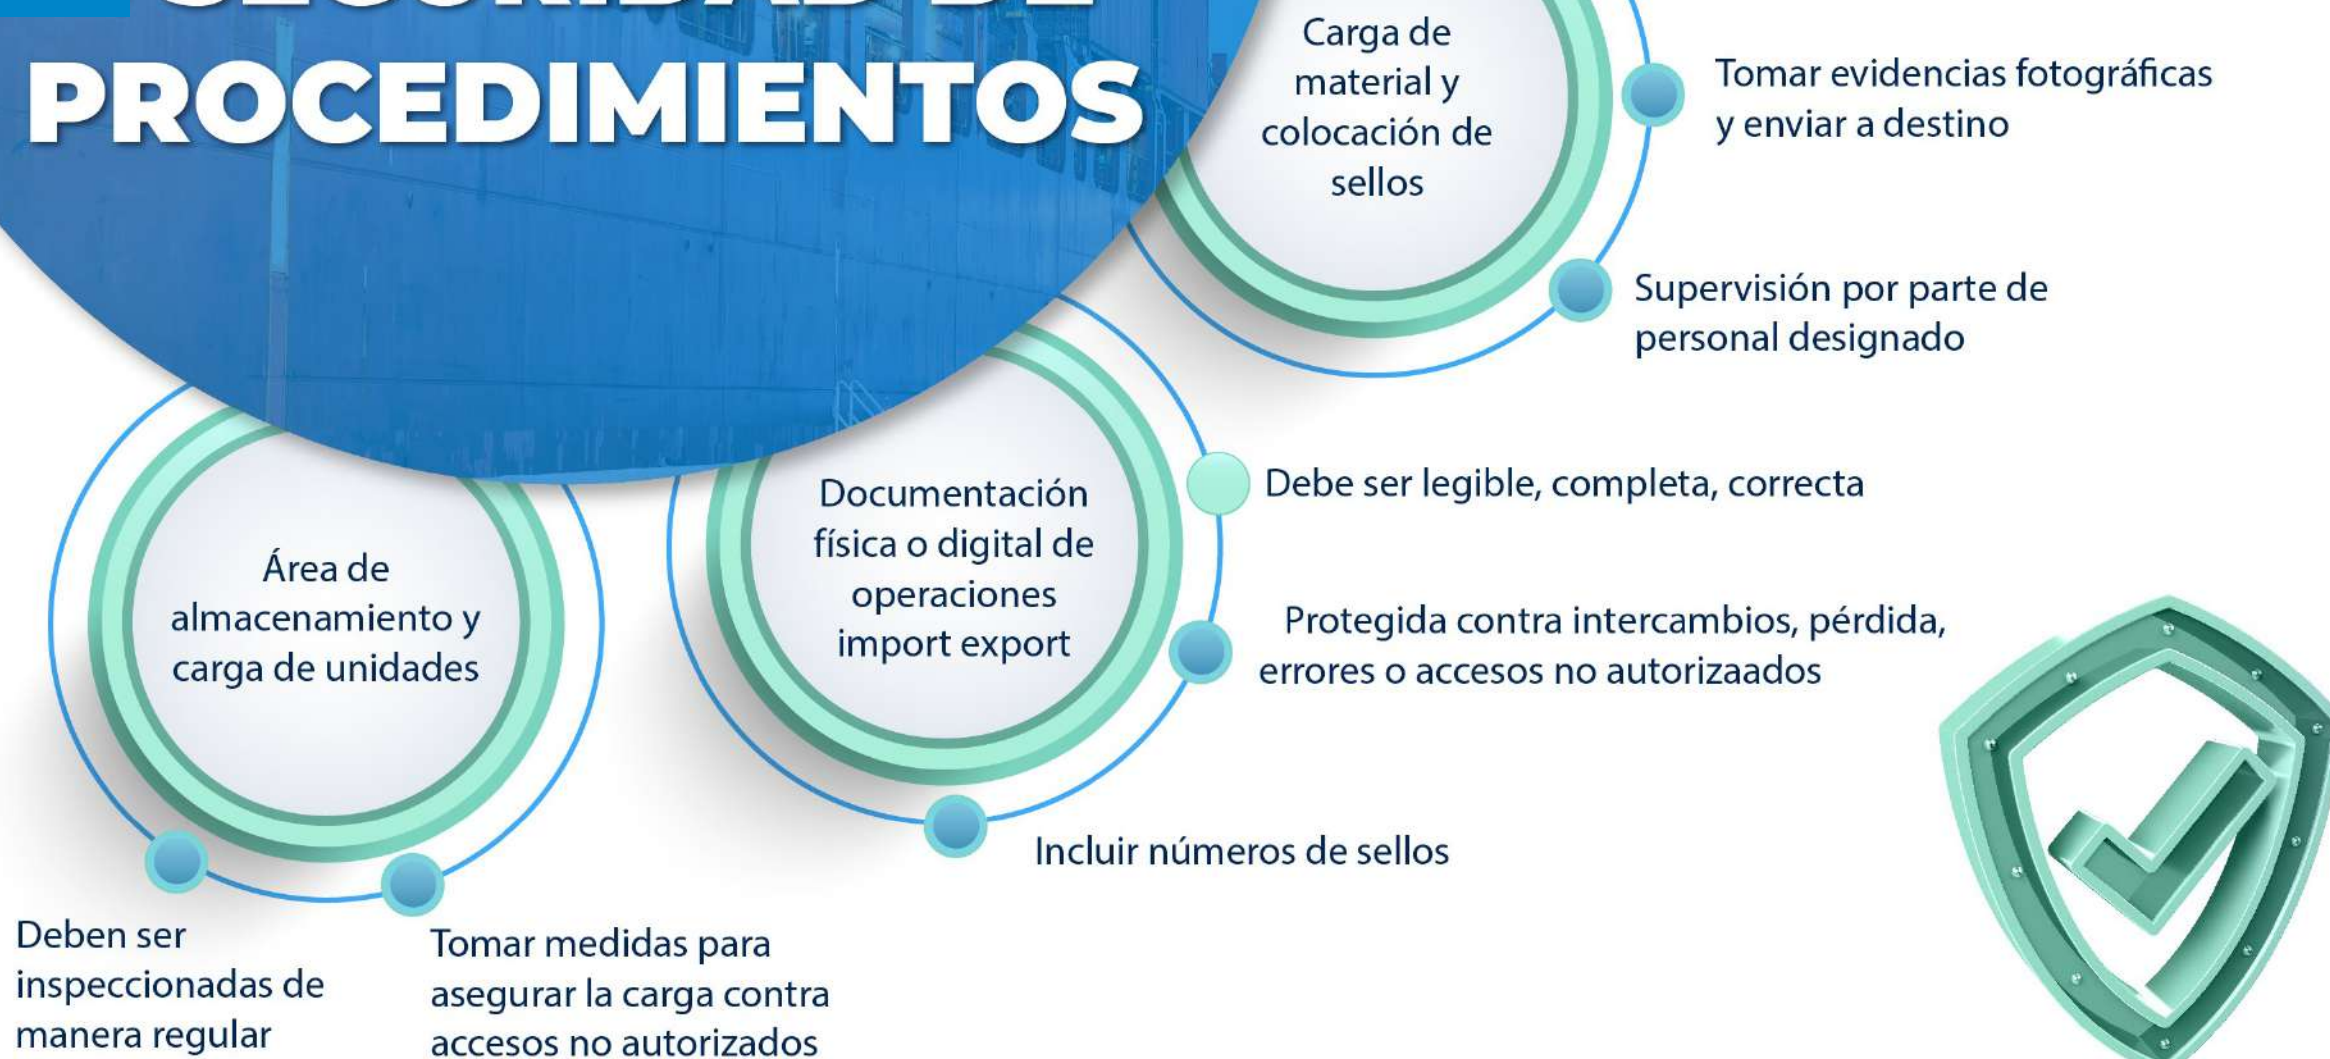 SEGURIDAD DE
PROCEDIMIENTOS
Carga de
material y
colocación de
sellos
Tomar evidencias fotográficas
y enviar a destino
Supervisión por parte de
personal designado
Documentación
física o digital de
operaciones
import export
Debe ser legible, completa, correcta
Protegida contra intercambios, pérdida,
errores o accesos no autorizaados
Incluir números de sellos
Área de
almacenamiento y
carga de unidades
Deben ser
inspeccionadas de
manera regular
Tomar medidas para
asegurar la carga contra
accesos no autorizados